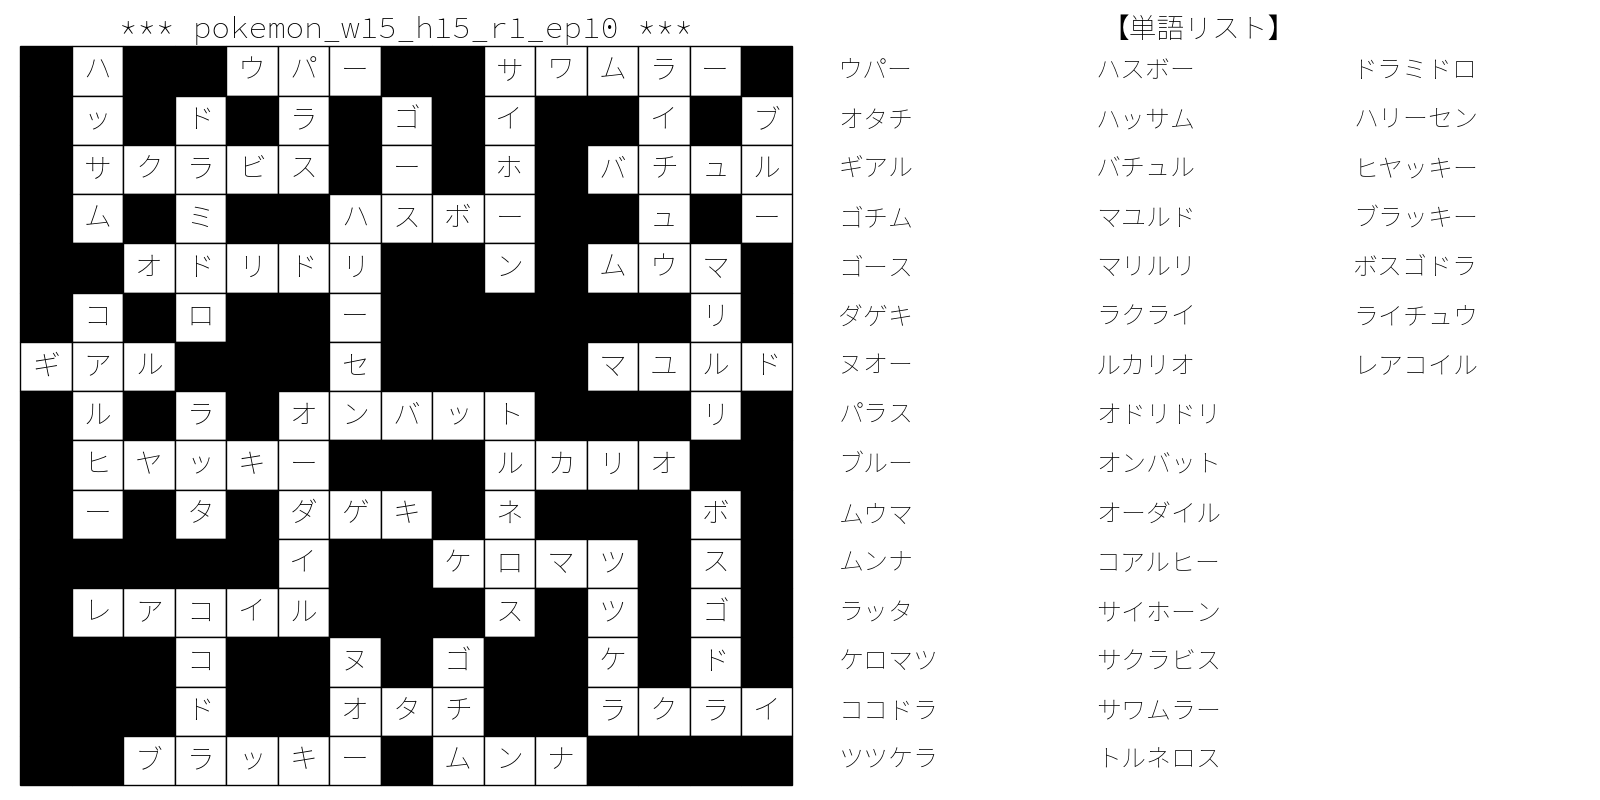 *** pokemon_w15_h15_r1_ep10 ***
ハ ウパー サワムラー
ッ ド ラ ゴ イ イ ブ
サクラビス ー ホ バチュル
ム ミ ハスボー ュ ー
オドリドリ ン ムウマ
コ ロ ー リ
ギアル セ マユルド
ル ラ オンバット リ
ヒヤッキー ルカリオ
ー タ ダゲキ ネ ボ
イ ケロマツ ス
レアコイル ス ツ ゴ
コ ヌ ゴ ケ ド
ド オタチ ラクライ
ブラッキー ムンナ
【単語リスト】
ウパー ハスボー ドラミドロ
オタチ ハッサム ハリーセン
ギアル バチュル ヒヤッキー
ゴチム マユルド ブラッキー
ゴース マリルリ ボスゴドラ
ダゲキ ラクライ ライチュウ
ヌオー ルカリオ レアコイル
パラス オドリドリ
ブルー オンバット
ムウマ オーダイル
ムンナ コアルヒー
ラッタ サイホーン
ケロマツ サクラビス
ココドラ サワムラー
ツツケラ トルネロス